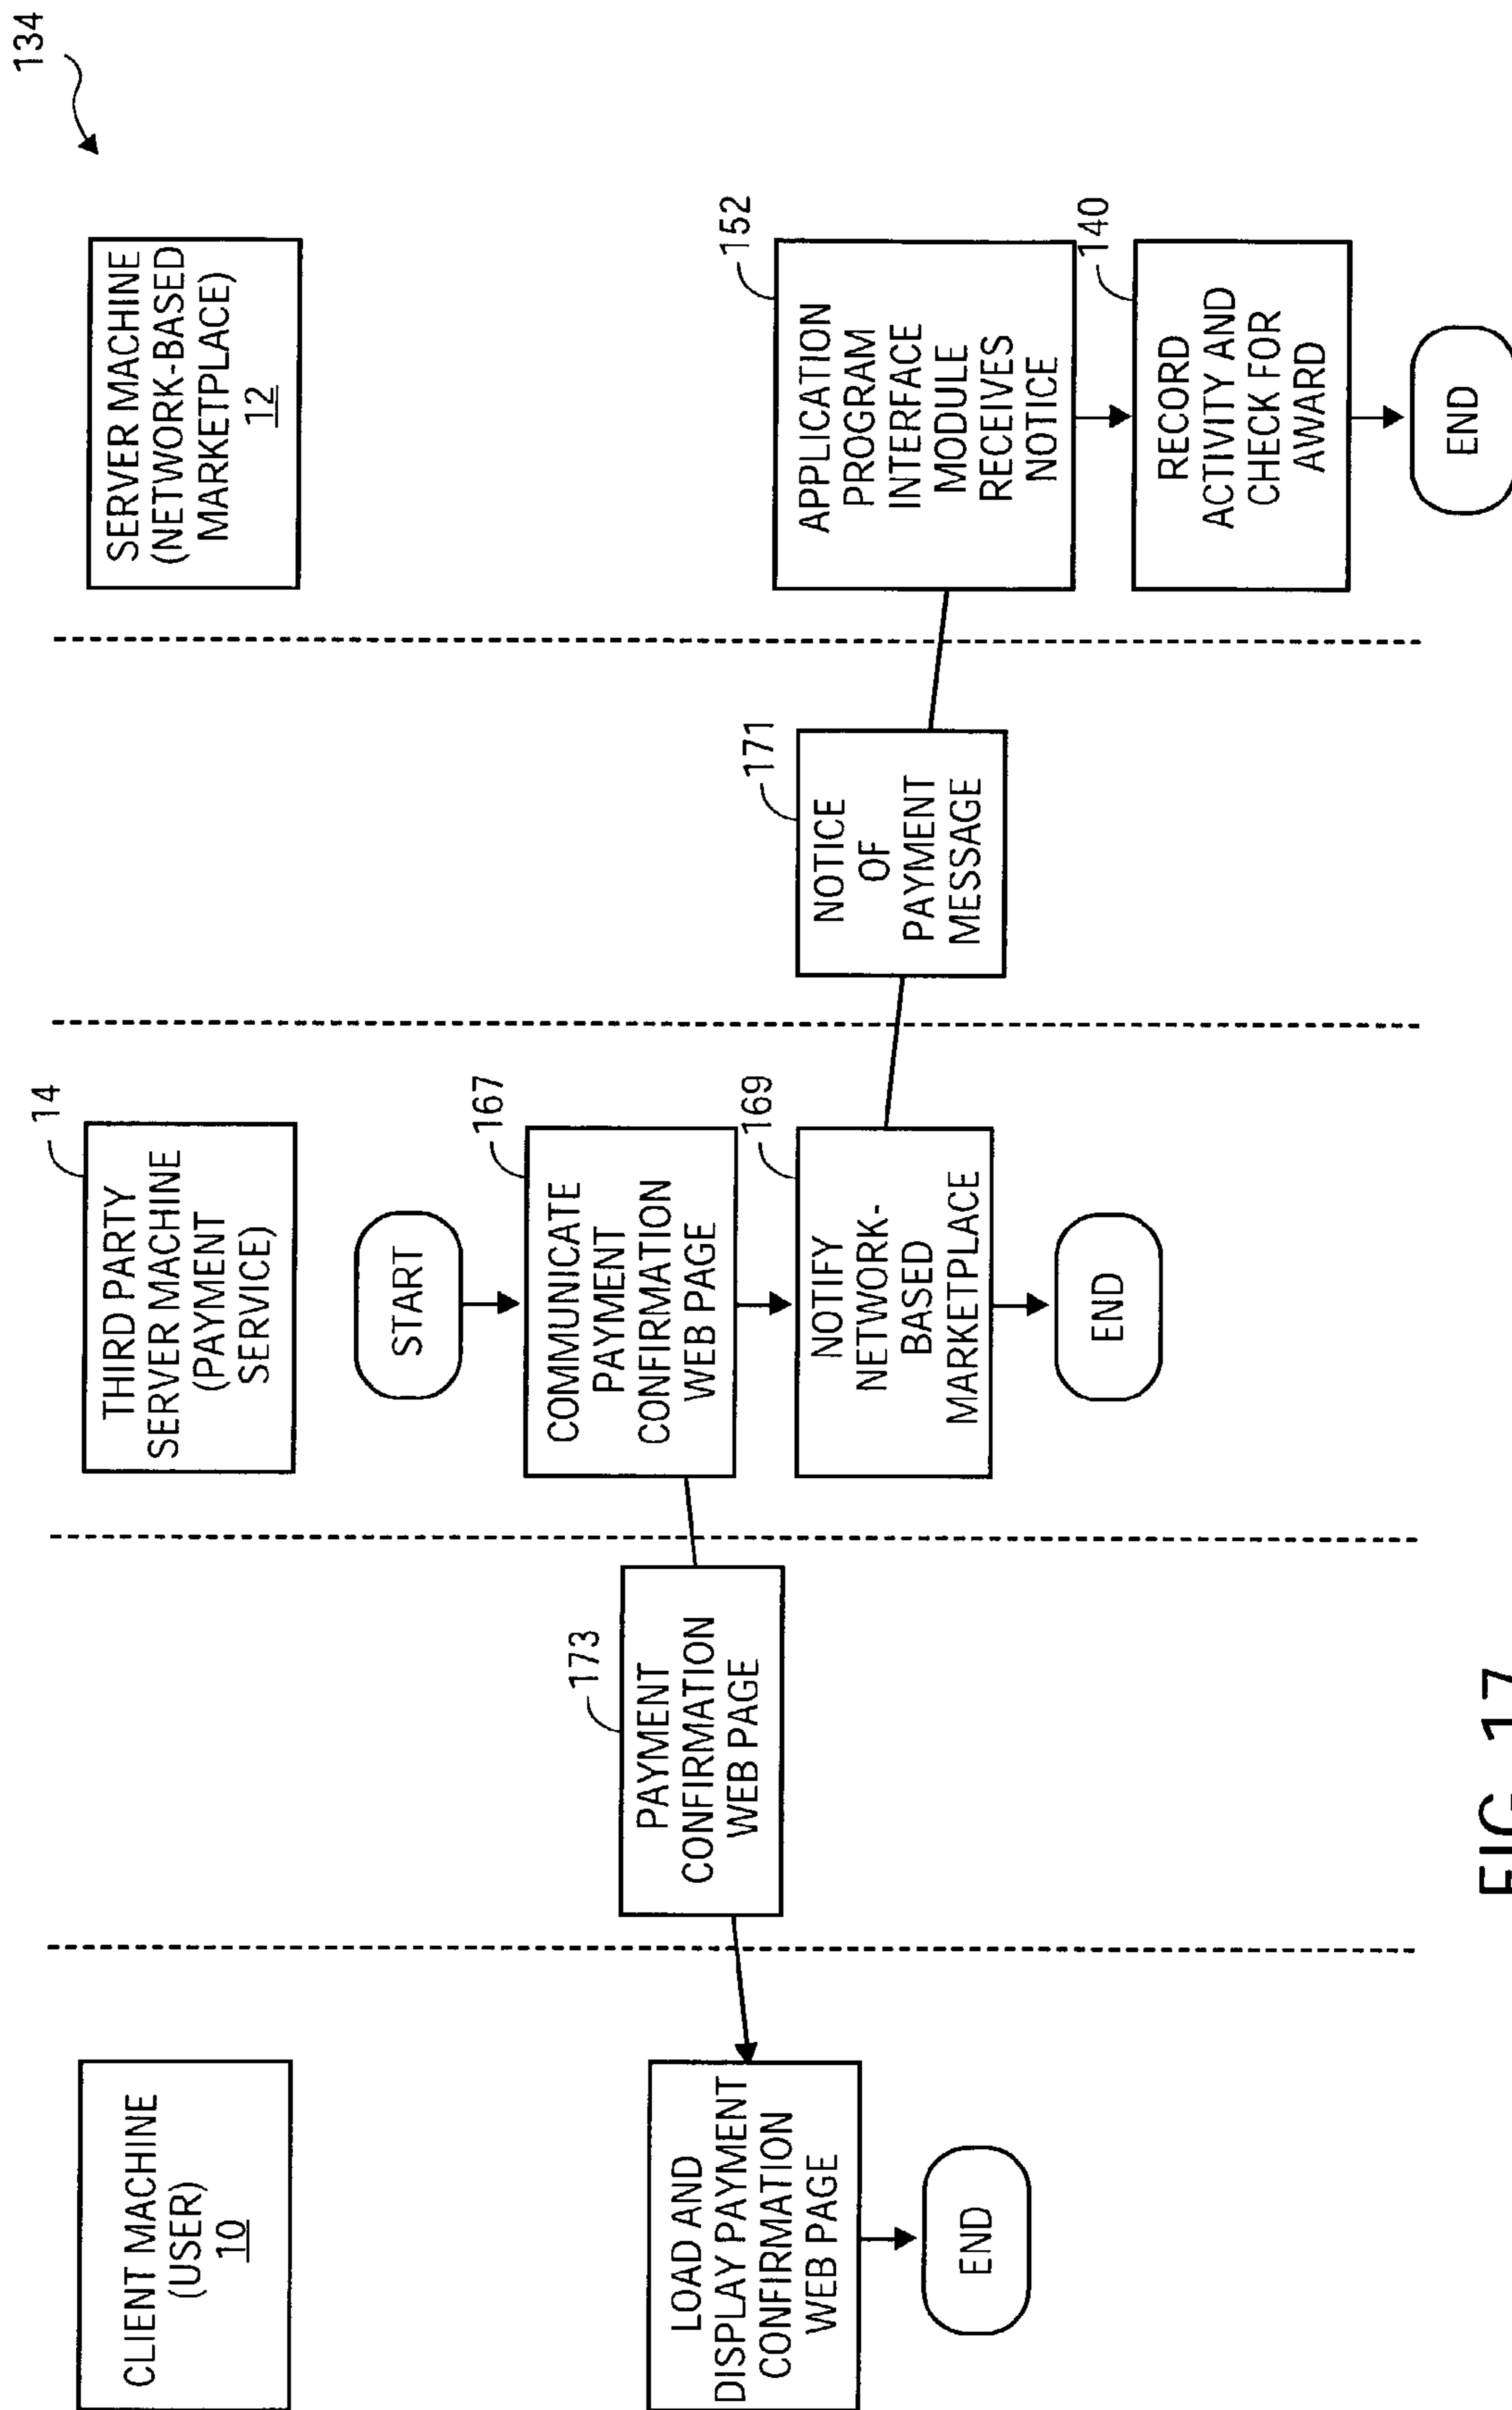 134
CLIENT MACHINE
(USER)
10
THIRD PARTY
SERVER MACHINE
(PAYMENT
SERVICE)
14
SERVER MACHINE
(NETWORK-BASED
MARKETPLACE)
12
START
COMMUNICATE
PAYMENT
CONFIRMATION
WEB PAGE
167
PAYMENT
CONFIRMATION
WEB PAGE
173
LOAD AND
DISPLAY PAYMENT
CONFIRMATION
WEB PAGE
END
NOTIFY
NETWORK-
BASED
MARKETPLACE
169
END
NOTICE
OF
PAYMENT
MESSAGE
171
APPLICATION
PROGRAM
INTERFACE
MODULE
RECEIVES
NOTICE
152
RECORD
ACTIVITY AND
CHECK FOR
AWARD
140
END
FIG. 17